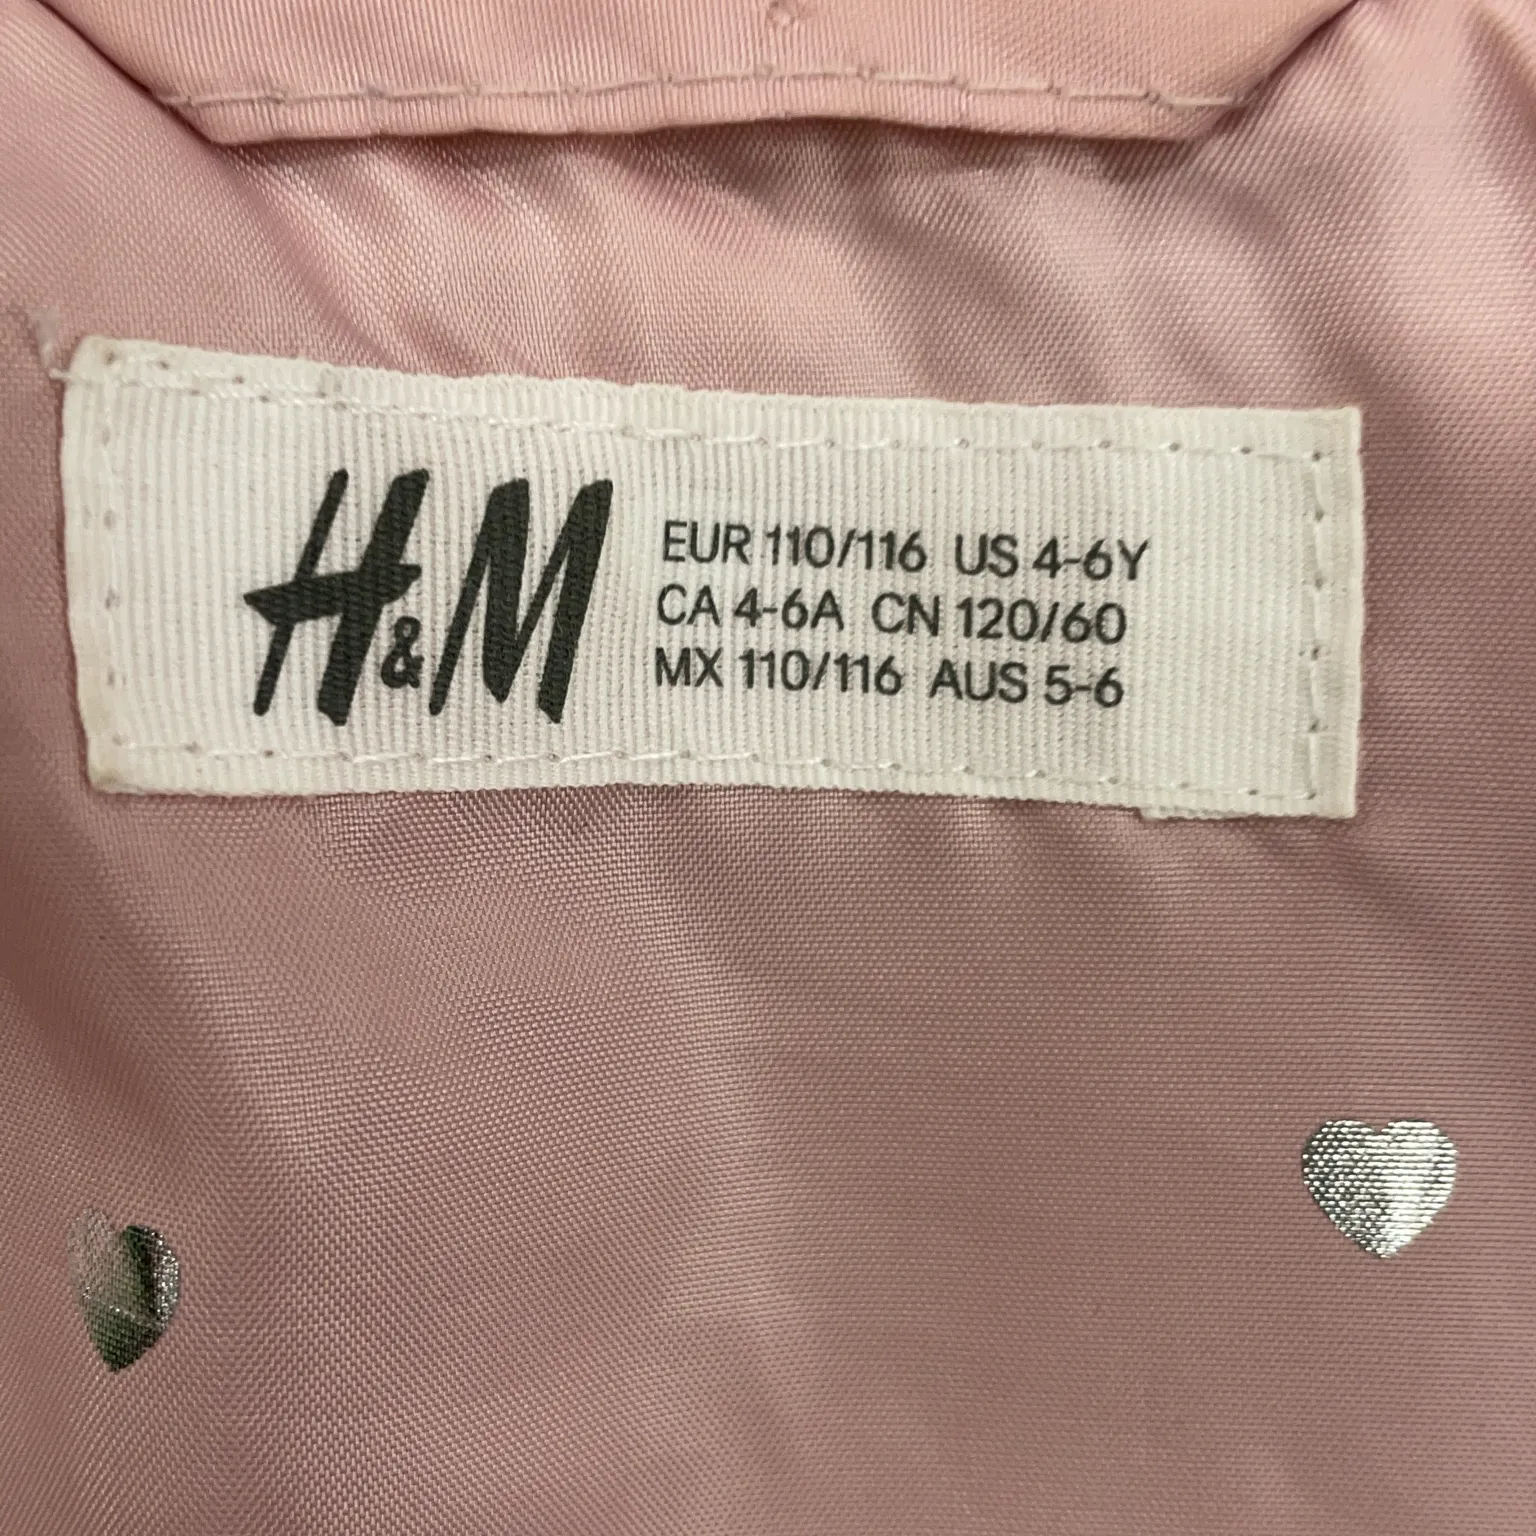 H&M
EUR 110/116 US 4-6Y
CA 4-6A CN 120/60
MX 110/116 AUS 5-6